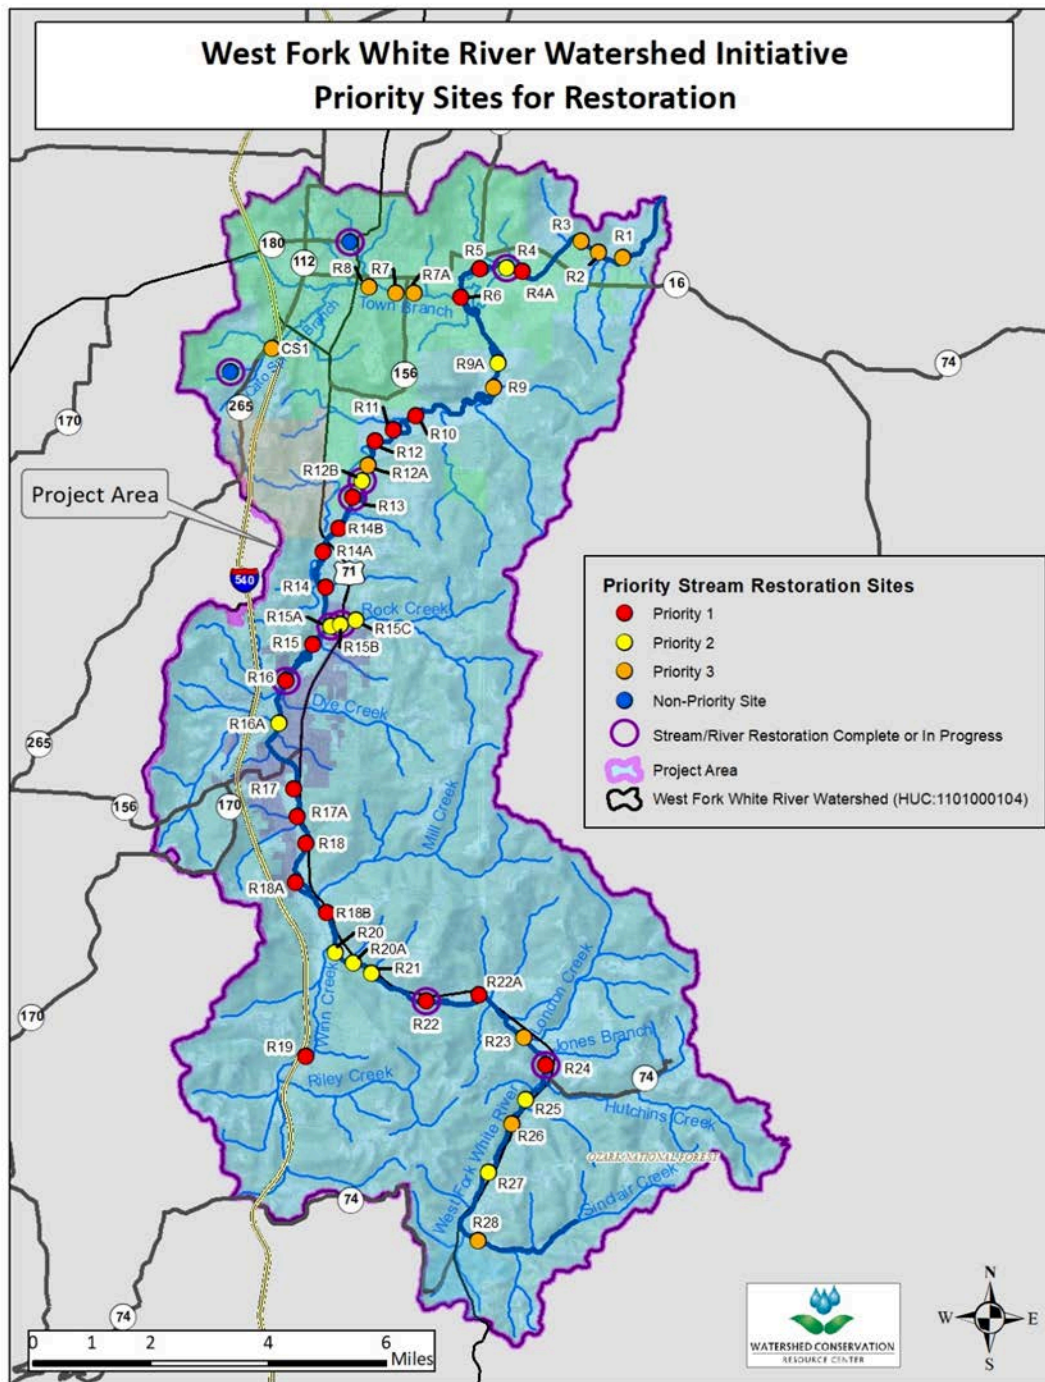 West Fork White River Watershed Initiative
Priority Sites for Restoration
180
112
R8
R7
R7A
Town Branch
R5
R4
R6
R4A
R3
R2
R1
16
74
CS1
Cato Springs Branch
156
R9A
R9
265
170
R11
R10
R12
R12B
R12A
R13
Project Area
R14B
R14A
540
71
R14
Rock Creek
R15A
R15C
R15
R15B
R16
Dye Creek
R16A
265
156
170
R17
R17A
R18
Mill Creek
R18A
R18B
R20
R20A
R21
R22A
R22
Winn Creek
London Creek
R23
Jones Branch
170
R19
R24
Riley Creek
74
R25
Hutchins Creek
R26
OZARK NATIONAL FOREST
West Fork White River
R27
Sinclair Creek
74
R28
74
Priority Stream Restoration Sites
Priority 1
Priority 2
Priority 3
Non-Priority Site
Stream/River Restoration Complete or In Progress
Project Area
West Fork White River Watershed (HUC:1101000104)
0 1 2 4 6
Miles
WATERSHED CONSERVATION
RESOURCE CENTER
N
W E
S